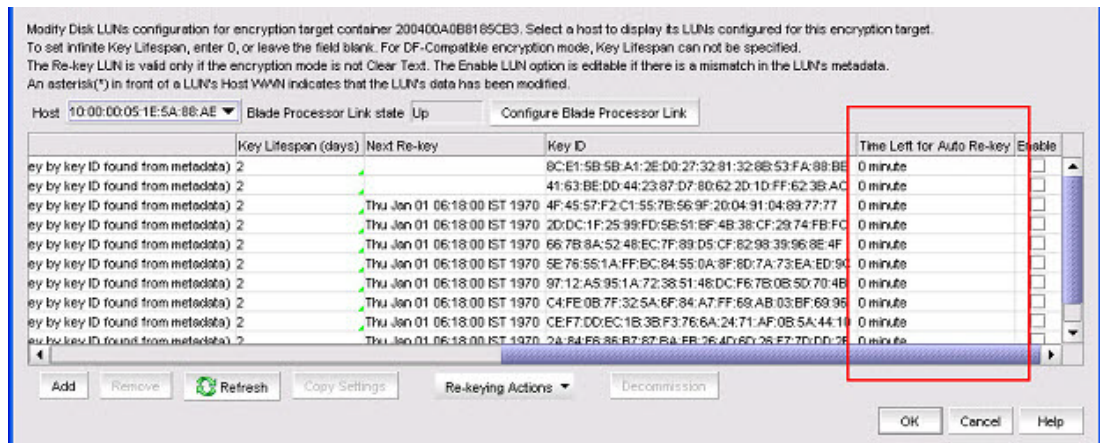 Modify Disk LUNs configuration for encryption target container 200400A0B8185CB3. Select a host to display its LUNs configured for this encryption target.
To set infinite Key Lifespan, enter 0, or leave the field blank. For DF-Compatible encryption mode, Key Lifespan can not be specified.
The Re-key LUN is valid only if the encryption mode is not Clear Text. The Enable LUN option is editable if there is a mismatch in the LUN's metadata.
An asterisk(*) in front of a LUN's Host WWN indicates that the LUN's data has been modified.
Host 10:00:00:05:1E:5A:88:AE Blade Processor Link state Up Configure Blade Processor Link
Key Lifespan (days) Next Re-key Key ID Time Left for Auto Re-key Enable
ey by key ID found from metadata) 2 8C:E1:5B:5B:A1:2E:D0:27:32:81:32:8B:53:FA:88:BE 0 minute
ey by key ID found from metadata) 2 41:63:BE:DD:44:23:87:D7:80:62:2D:1D:FF:62:3B:AC 0 minute
ey by key ID found from metadata) 2 Thu Jan 01 06:18:00 IST 1970 4F:45:57:F2:C1:55:7B:56:9F:20:04:91:04:89:77:77 0 minute
ey by key ID found from metadata) 2 Thu Jan 01 06:18:00 IST 1970 2D:DC:1F:25:99:FD:5B:51:BF:4B:38:CF:29:74:FB:FC 0 minute
ey by key ID found from metadata) 2 Thu Jan 01 06:18:00 IST 1970 66:7B:8A:52:48:EC:7F:89:D5:CF:82:98:39:96:8E:4F 0 minute
ey by key ID found from metadata) 2 Thu Jan 01 06:18:00 IST 1970 5E:76:55:1A:FF:BC:84:55:0A:8F:8D:7A:73:EA:ED:9C 0 minute
ey by key ID found from metadata) 2 Thu Jan 01 06:18:00 IST 1970 97:12:A5:95:1A:72:38:51:48:DC:F6:7B:0B:5D:70:4B 0 minute
ey by key ID found from metadata) 2 Thu Jan 01 06:18:00 IST 1970 C4:FE:0B:7F:32:5A:6F:84:A7:FF:69:AB:03:BF:69:96 0 minute
ey by key ID found from metadata) 2 Thu Jan 01 06:18:00 IST 1970 CE:F7:DD:EC:1B:3B:F3:76:6A:24:71:AF:0B:5A:44:10 0 minute
ey by key ID found from metadata) 2 Thu Jan 01 06:18:00 IST 1970 0 minute
Add Remove Refresh Copy Settings Re-keying Actions Decommission
OK Cancel Help